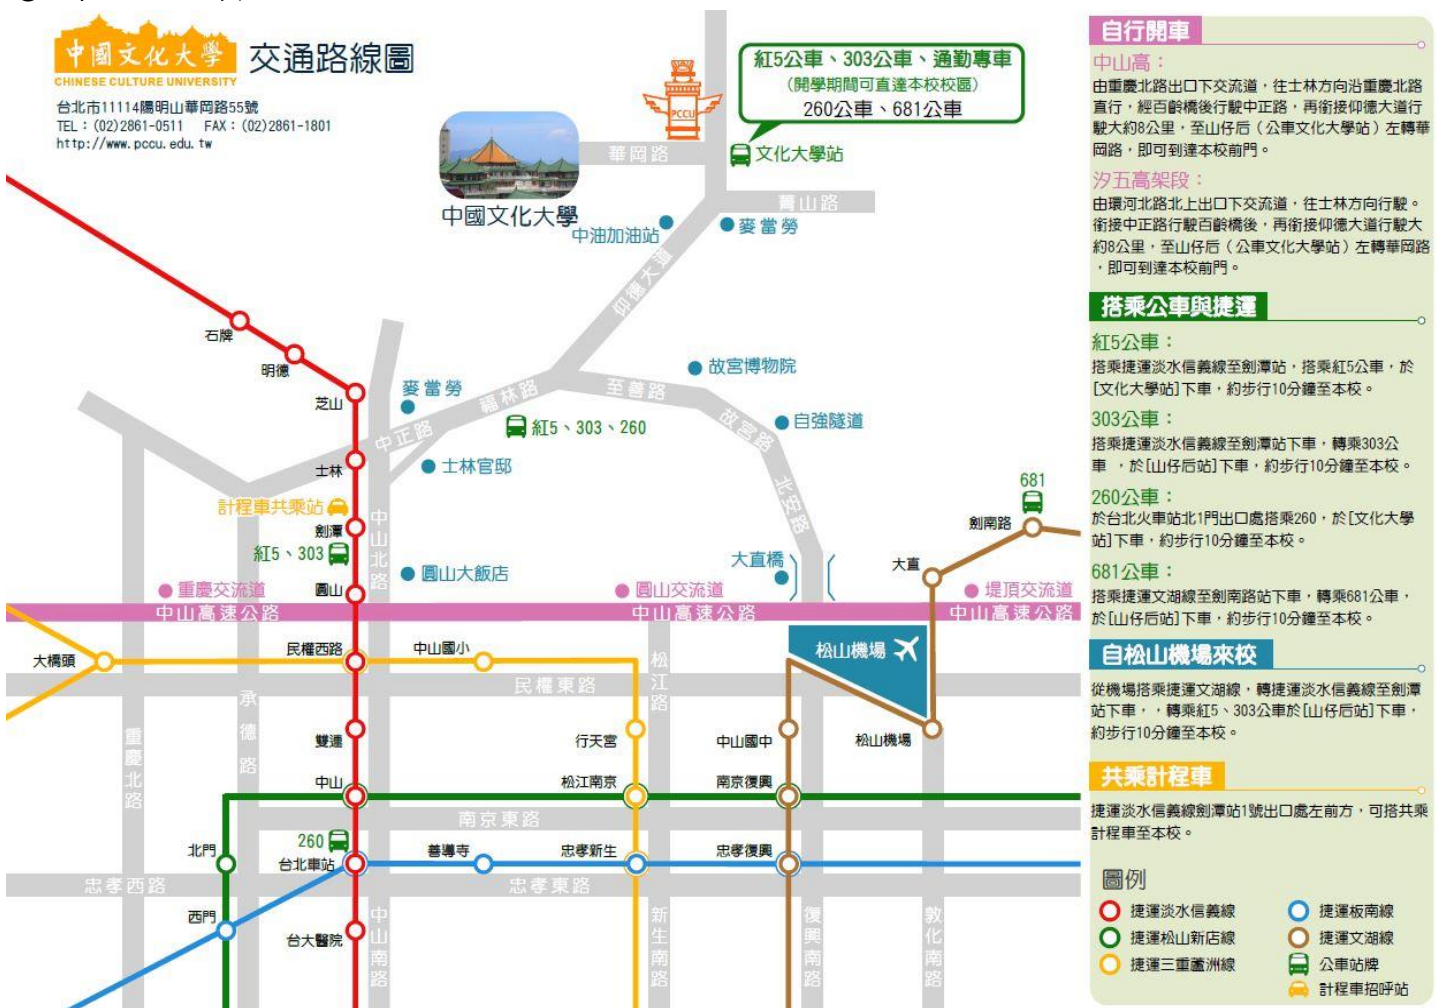 中國文化大學
CHINESE CULTURE UNIVERSITY
交通路線圖
台北市11114陽明山華岡路55號
TEL：(02)2861-0511 FAX：(02)2861-1801
http://www.pccu.edu.tw
中國文化大學
PCCU
紅5公車、303公車、通勤專車
(開學期間可直達本校校區)
260公車、681公車
華岡路
文化大學站
菁山路
中油加油站
麥當勞
仰德大道
石牌
明德
芝山
麥當勞
福林路
至善路
故宮博物院
故宮路
自強隧道
中正路
紅5、303、260
士林
士林官邸
北安路
計程車共乘站
劍潭
中山北路
紅5、303
681
劍南路
大直橋
大直
圓山大飯店
重慶交流道
圓山
圓山交流道
堤頂交流道
中山高速公路
中山高速公路
中山高速公路
大橋頭
民權西路
中山國小
松江路
松山機場
民權東路
承德路
重慶北路
雙連
行天宮
中山國中
松山機場
中山
松江南京
南京復興
南京東路
北門
260
台北車站
善導寺
忠孝新生
忠孝復興
忠孝西路
忠孝東路
西門
台大醫院
中山南路
新生南路
復興南路
敦化南路
自行開車
中山高：
由重慶北路出口下交流道，往士林方向沿重慶北路
直行，經百齡橋後行駛中正路，再銜接仰德大道行
駛大約8公里，至山仔后（公車文化大學站）左轉華
岡路，即可到達本校前門。
汐五高架段：
由環河北路北上出口下交流道，往士林方向行駛。
銜接中正路行駛百齡橋後，再銜接仰德大道行駛大
約8公里，至山仔后（公車文化大學站）左轉華岡路
，即可到達本校前門。
搭乘公車與捷運
紅5公車：
搭乘捷運淡水信義線至劍潭站，搭乘紅5公車，於
[文化大學站]下車，約步行10分鐘至本校。
303公車：
搭乘捷運淡水信義線至劍潭站下車，轉乘303公
車 ，於[山仔后站]下車，約步行10分鐘至本校。
260公車：
於台北火車站北1門出口處搭乘260，於[文化大學
站]下車，約步行10分鐘至本校。
681公車：
搭乘捷運文湖線至劍南路站下車，轉乘681公車，
於[山仔后站]下車，約步行10分鐘至本校。
自松山機場來校
從機場搭乘捷運文湖線，轉捷運淡水信義線至劍潭
站下車，，轉乘紅5、303公車於[山仔后站]下車，
約步行10分鐘至本校。
共乘計程車
捷運淡水信義線劍潭站1號出口處左前方，可搭共乘
計程車至本校。
圖例
捷運淡水信義線
捷運板南線
捷運松山新店線
捷運文湖線
捷運三重蘆洲線
公車站牌
計程車招呼站